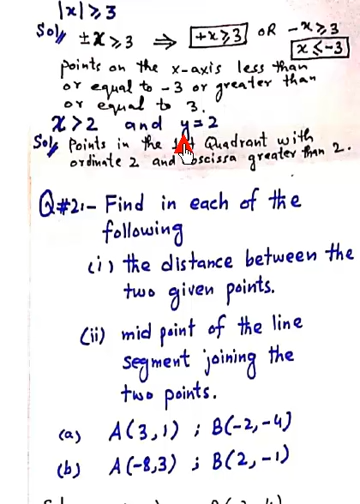 |x| ≥ 3
Sol/ ±x ≥ 3 ⇒ +x ≥ 3 OR -x ≥ 3
x ≤ -3
points on the x-axis less than
or equal to -3 or greater than
or equal to 3.
x > 2 and y = 2
Sol/ Points in the Quadrant with
ordinate 2 and abscissa greater than 2.
Q#2:- Find in each of the
following
(i) the distance between the
two given points.
(ii) mid point of the line
segment joining the
two points.
(a) A(3,1) ; B(-2,-4)
(b) A(-8,3) ; B(2,-1)